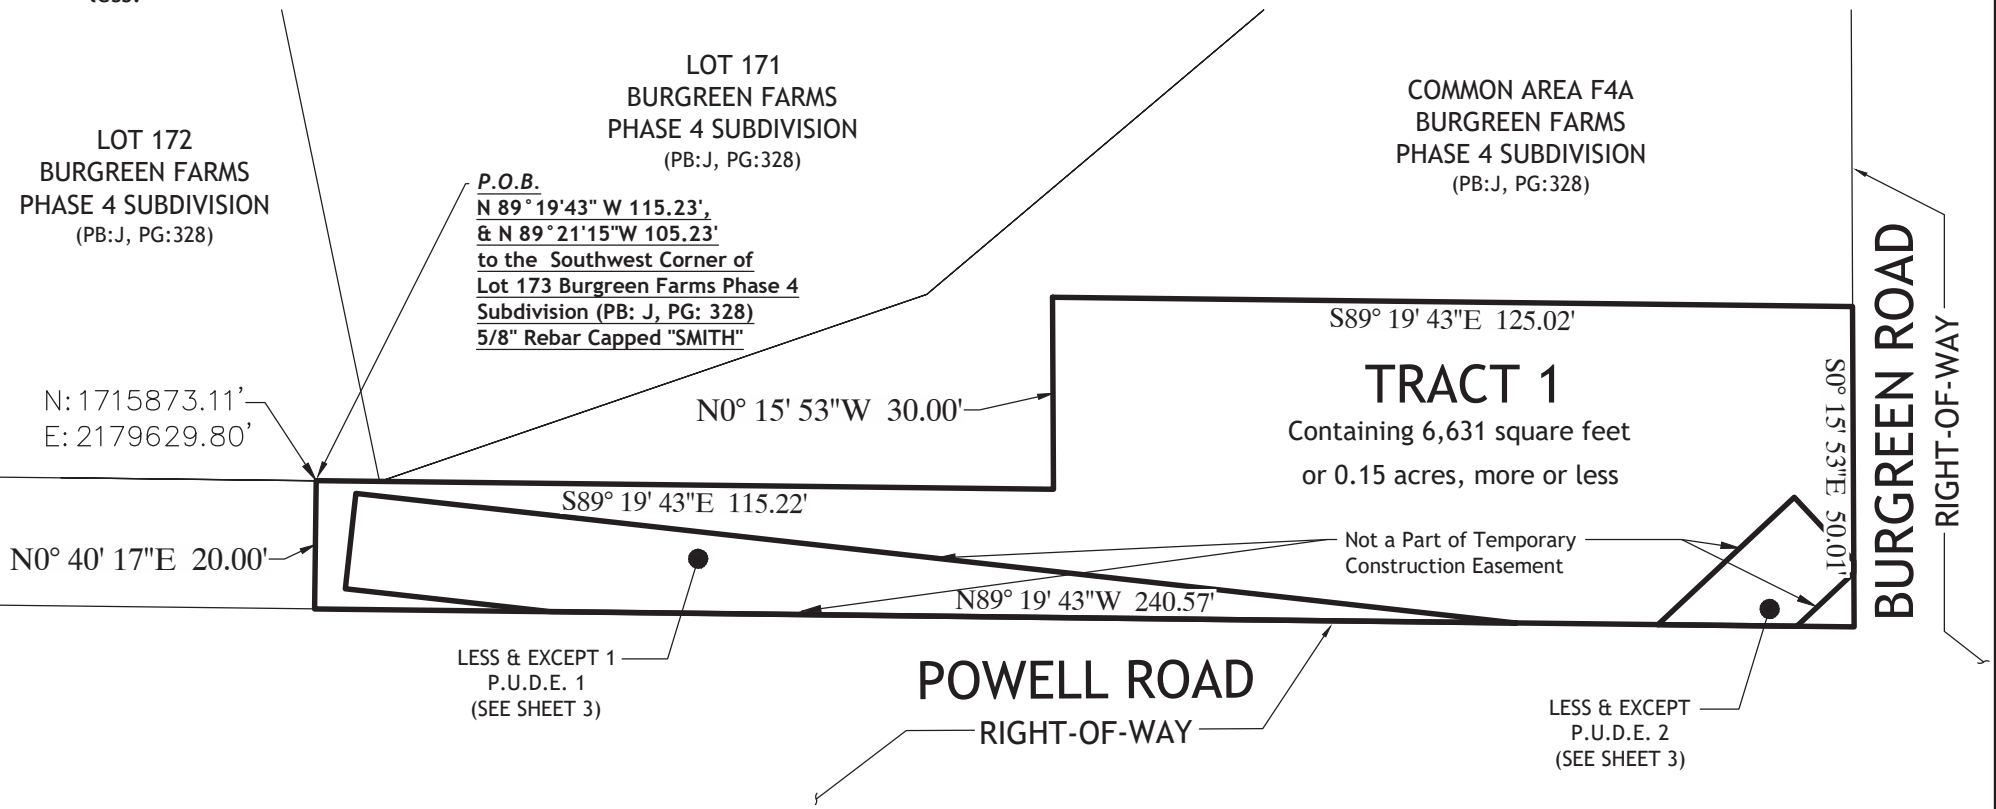 less.
LOT 172
BURGREEN FARMS
PHASE 4 SUBDIVISION
(PB:J, PG:328)
LOT 171
BURGREEN FARMS
PHASE 4 SUBDIVISION
(PB:J, PG:328)
COMMON AREA F4A
BURGREEN FARMS
PHASE 4 SUBDIVISION
(PB:J, PG:328)
P.O.B.
N 89°19'43" W 115.23',
& N 89°21'15"W 105.23'
to the Southwest Corner of
Lot 173 Burgreen Farms Phase 4
Subdivision (PB: J, PG: 328)
5/8" Rebar Capped "SMITH"
N:1715873.11'
E:2179629.80'
N0° 15' 53"W 30.00'
S89° 19' 43"E 125.02'
TRACT 1
Containing 6,631 square feet
or 0.15 acres, more or less
S0° 15' 53"E 50.01'
BURGREEN ROAD
RIGHT-OF-WAY
S89° 19' 43"E 115.22'
N0° 40' 17"E 20.00'
Not a Part of Temporary
Construction Easement
N89° 19' 43"W 240.57'
LESS & EXCEPT 1
P.U.D.E. 1
(SEE SHEET 3)
POWELL ROAD
RIGHT-OF-WAY
LESS & EXCEPT
P.U.D.E. 2
(SEE SHEET 3)